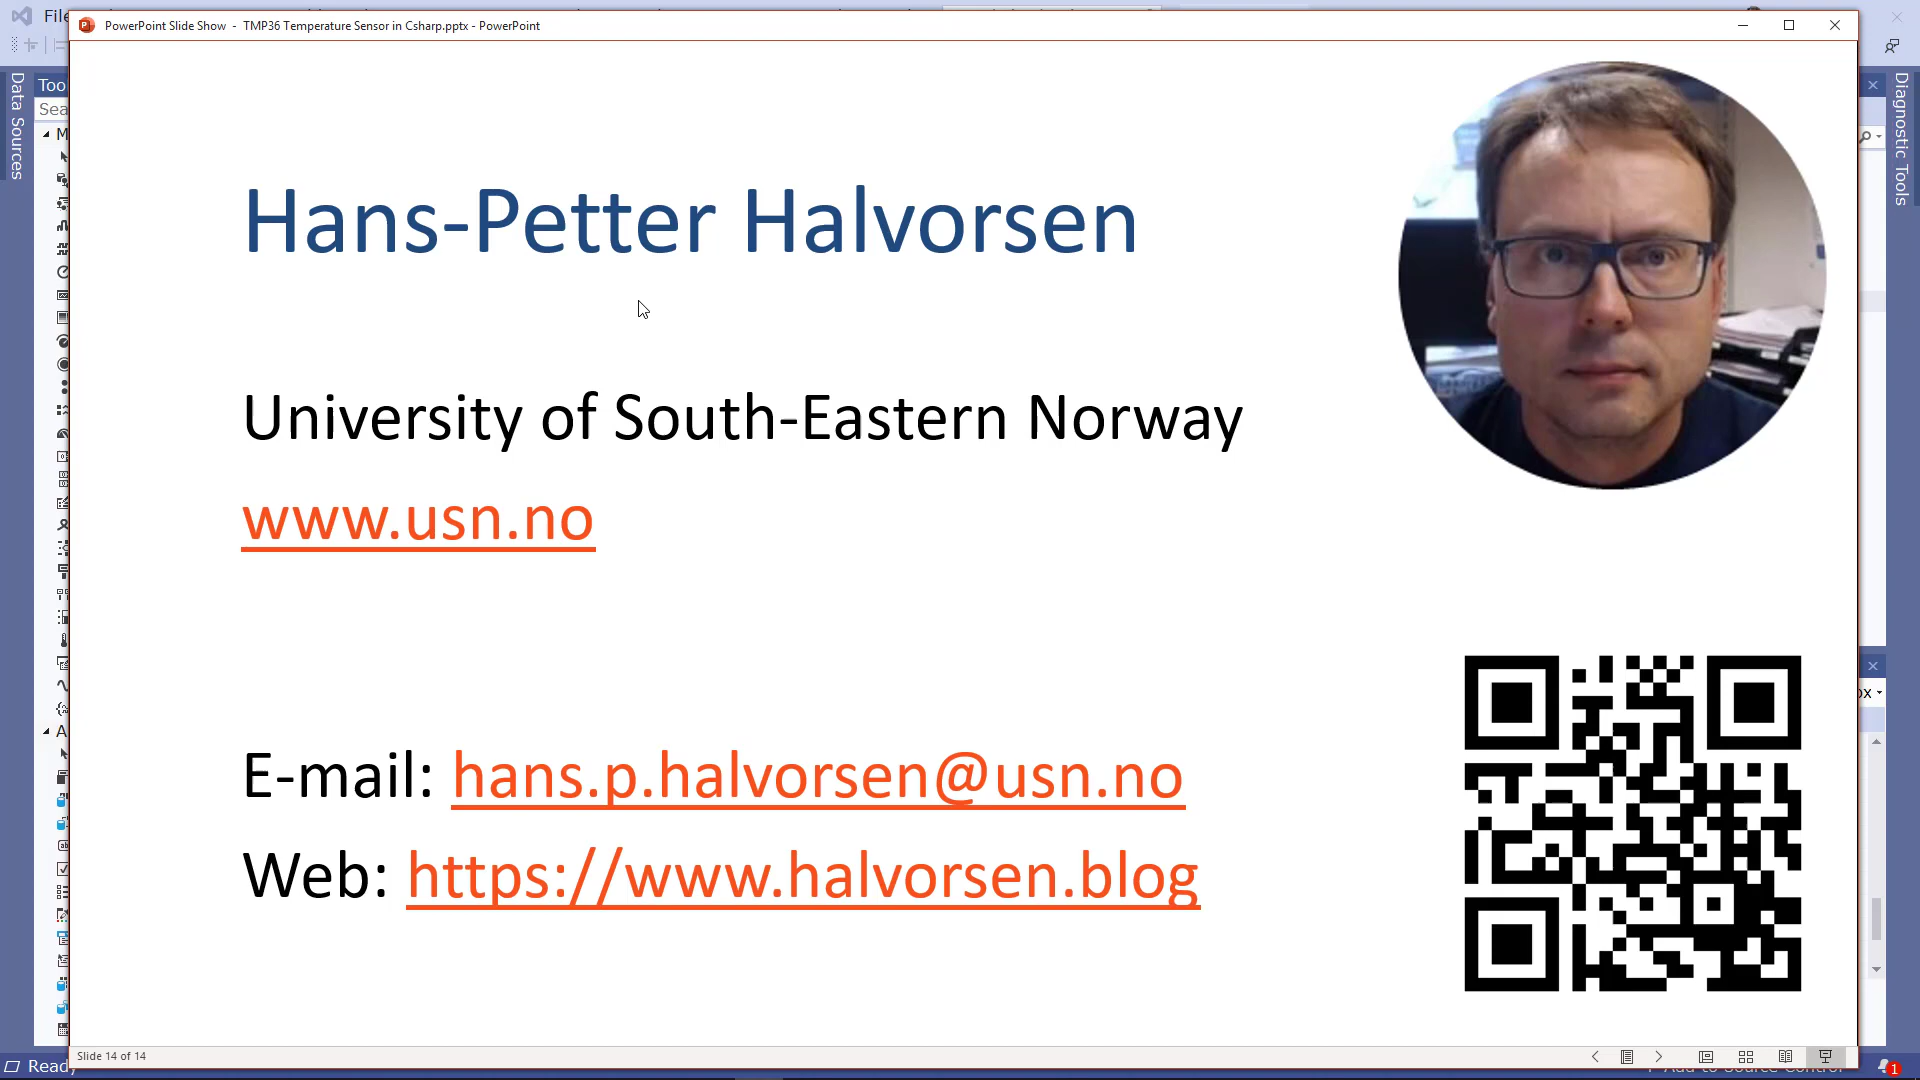 File
PowerPoint Slide Show - TMP36 Temperature Sensor in Csharp.pptx - PowerPoint
Data Sources
Diagnostic Tools
Hans-Petter Halvorsen
University of South-Eastern Norway
www.usn.no
E-mail: hans.p.halvorsen@usn.no
Web: https://www.halvorsen.blog
Slide 14 of 14
Ready
1